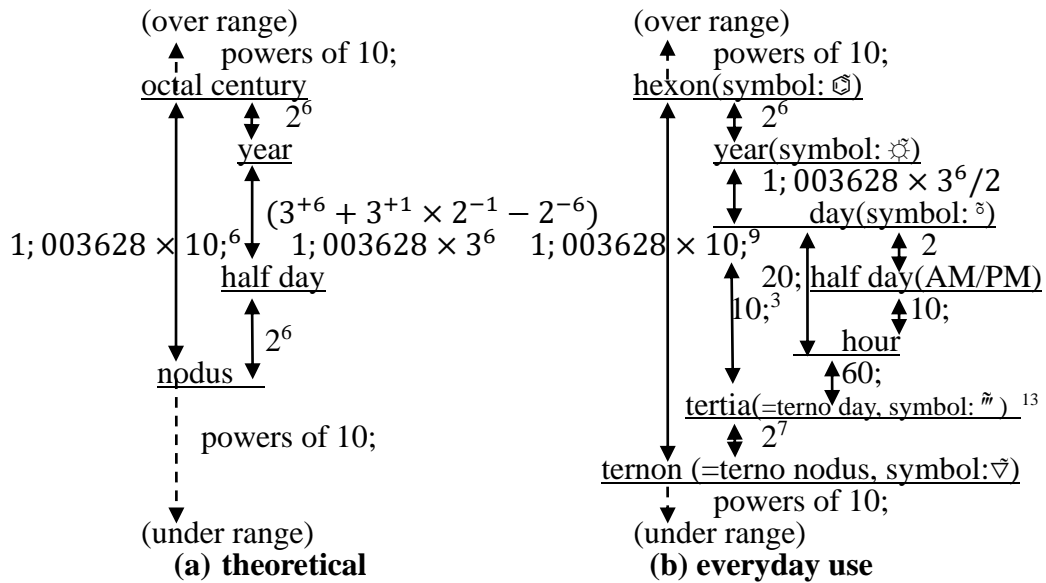 (over range)
powers of 10;
octal century
2⁶
year
(3⁺⁶ + 3⁺¹ × 2⁻¹ − 2⁻⁶)
1; 003628 × 10;⁶
1; 003628 × 3⁶
half day
2⁶
nodus
powers of 10;
(under range)
(a) theoretical
(over range)
powers of 10;
hexon(symbol: )
2⁶
year(symbol: )
1; 003628 × 3⁶/2
day(symbol: )
1; 003628 × 10;⁹
2
20; half day(AM/PM)
10;³
10;
hour
60;
tertia(=terno day, symbol: ) ¹³
2⁷
ternon (=terno nodus, symbol:▽̃)
powers of 10;
(under range)
(b) everyday use